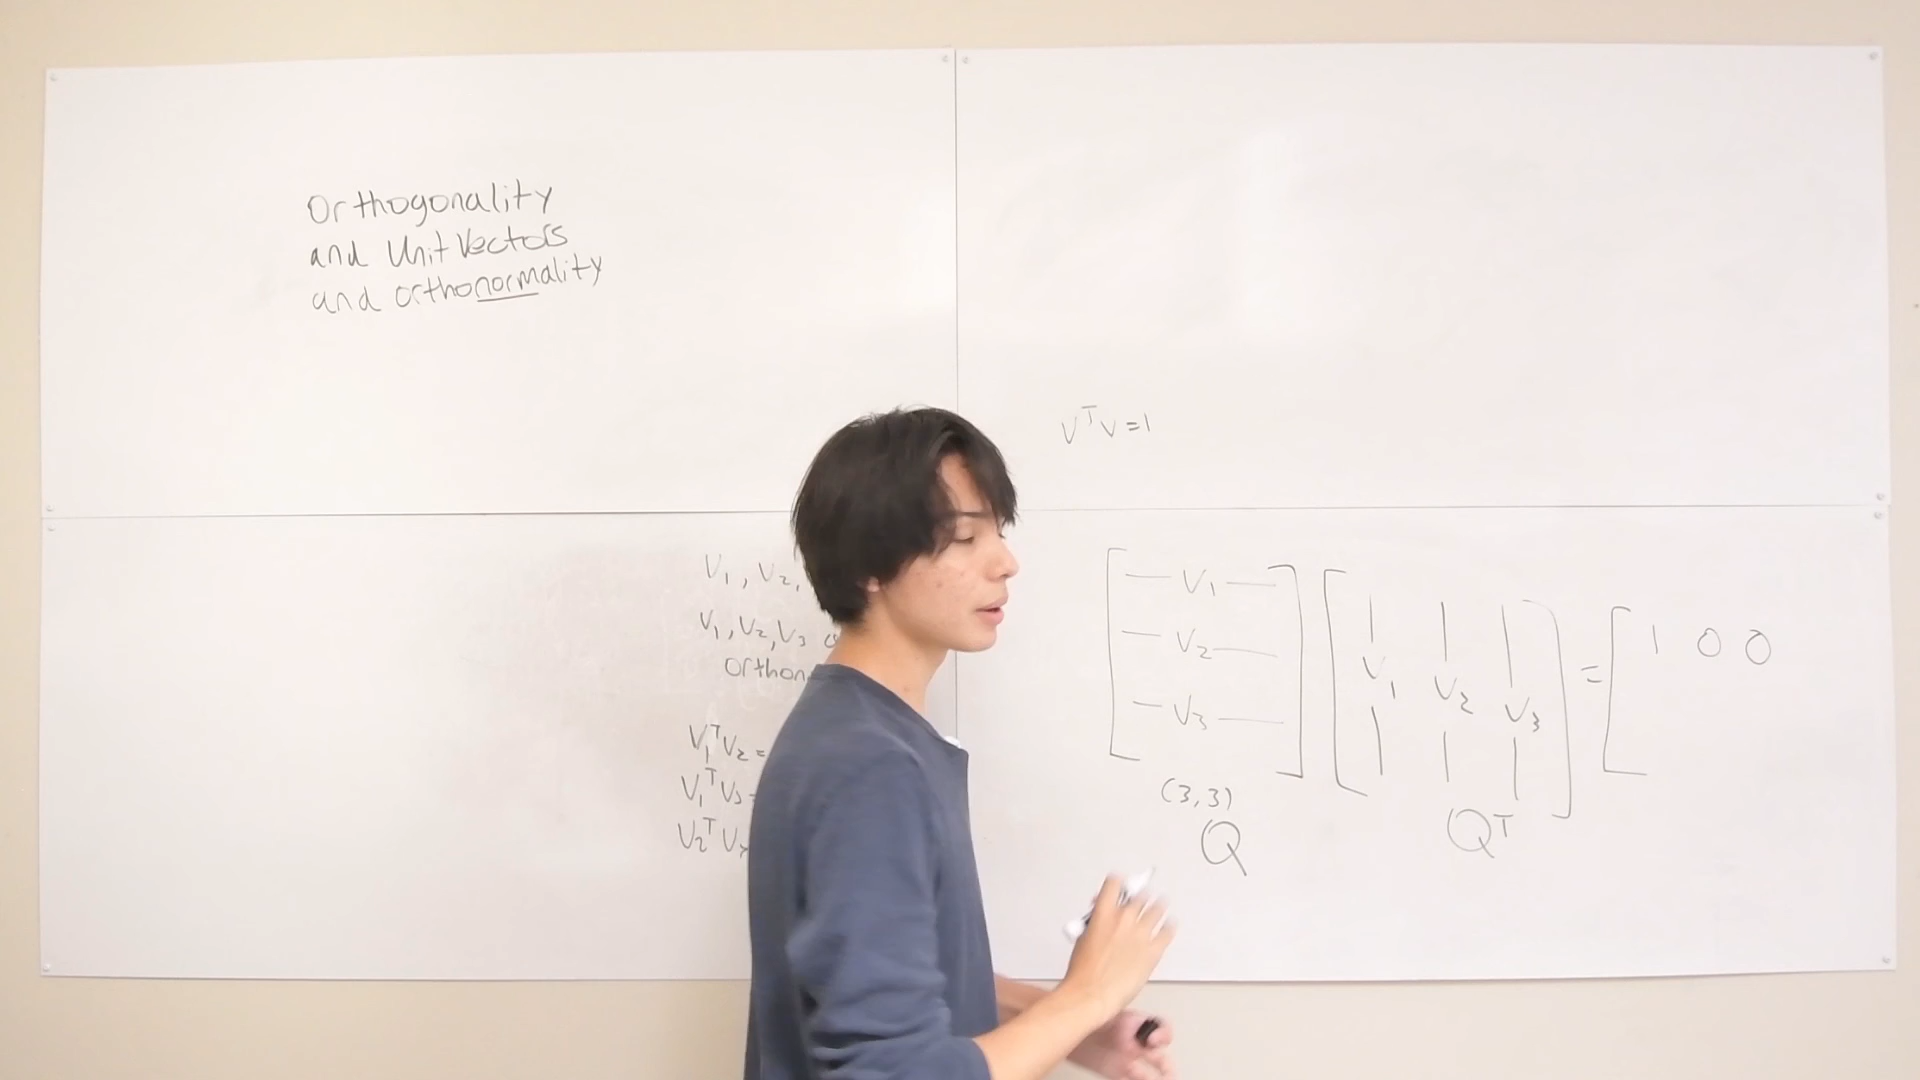 Orthogonality
and Unit Vectors
and orthonormality
V^T V = 1
V1, V2,
V1, V2, V3
orthon
V1^T V2 =
V1^T V3
V2^T V3
[ — V1 — ] [ | | | ] = [ 1 0 0
— V2 — V1 V2 V3
— V3 — | | |
(3,3)
Q Q^T